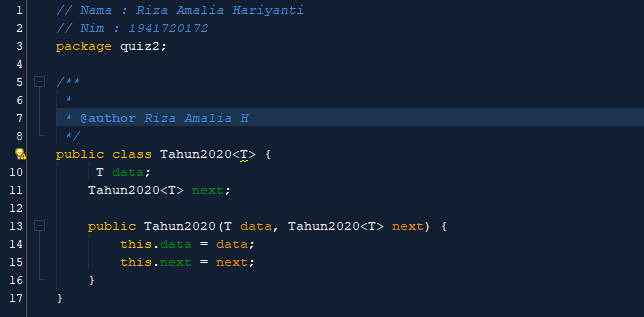 1 // Nama : Riza Amalia Hariyanti
2 // Nim : 1941720172
3 package quiz2;
4
5 /**
6 *
7 * @author Riza Amalia H
8 */
public class Tahun2020<T> {
10 T data;
11 Tahun2020<T> next;
12
13 public Tahun2020(T data, Tahun2020<T> next) {
14 this.data = data;
15 this.next = next;
16 }
17 }